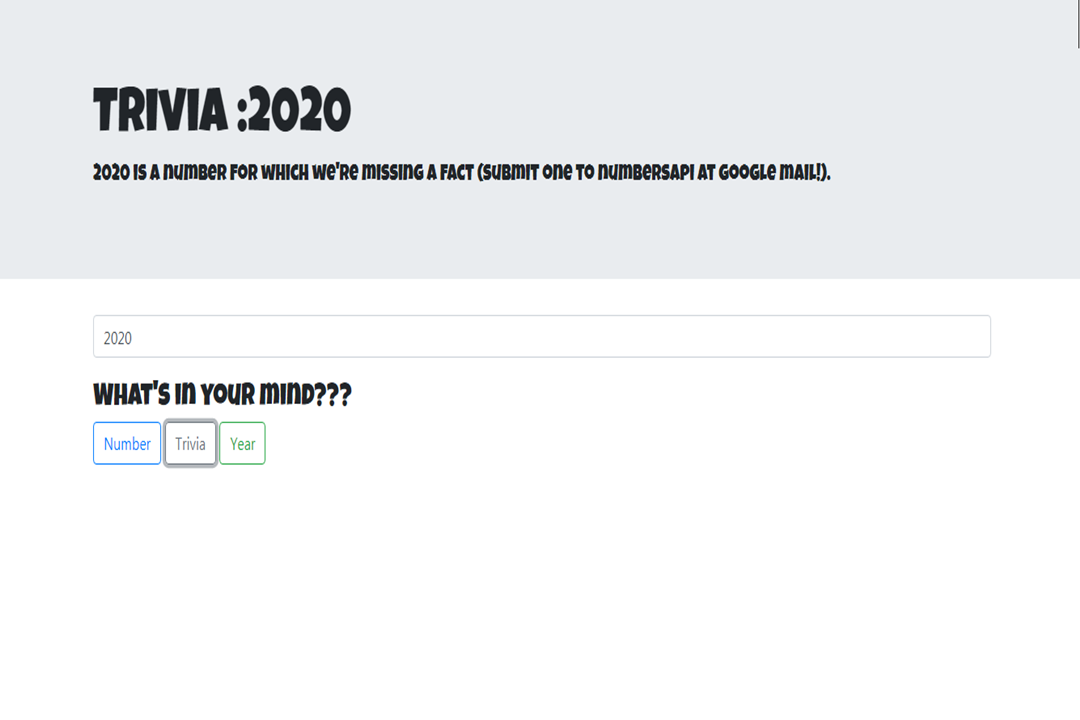 TRIVIA :2020
2020 is a number for which we're missing a fact (submit one to numbersapi at google mail!).
2020
What's in your mind???
Number Trivia Year